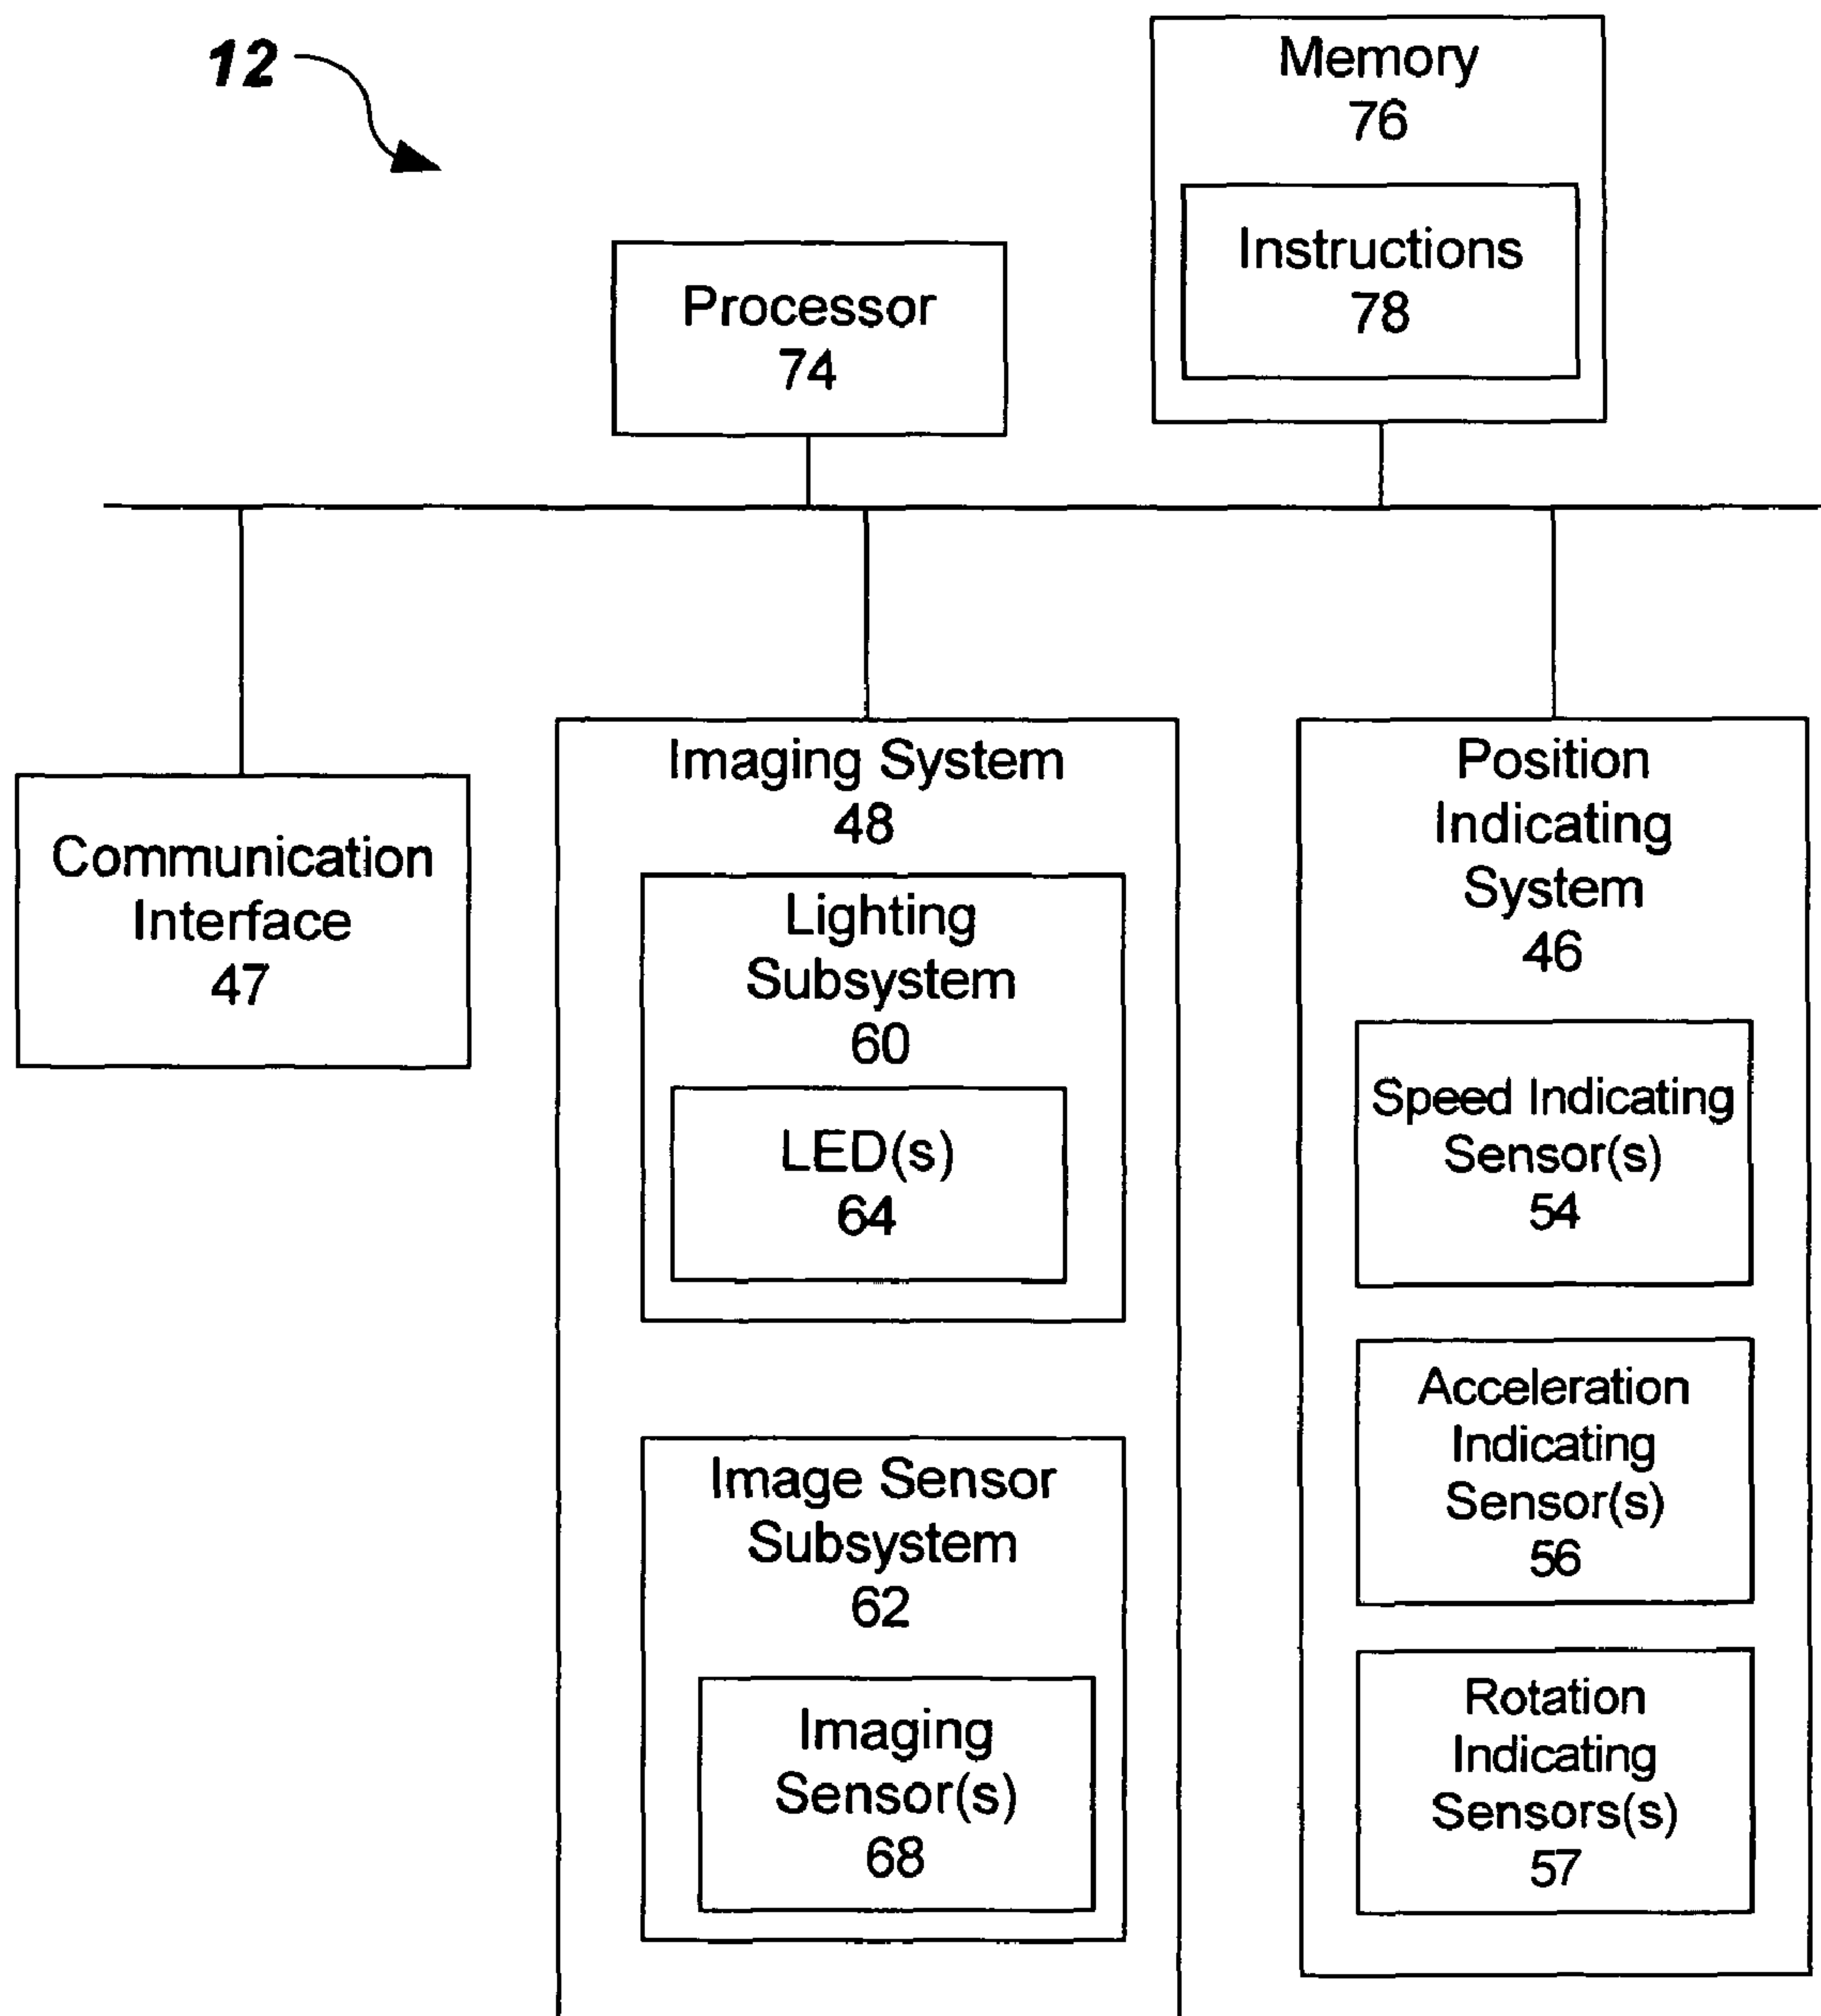 12
Memory
76
Instructions
78
Processor
74
Communication
Interface
47
Imaging System
48
Lighting
Subsystem
60
LED(s)
64
Image Sensor
Subsystem
62
Imaging
Sensor(s)
68
Position
Indicating
System
46
Speed Indicating
Sensor(s)
54
Acceleration
Indicating
Sensor(s)
56
Rotation
Indicating
Sensors(s)
57